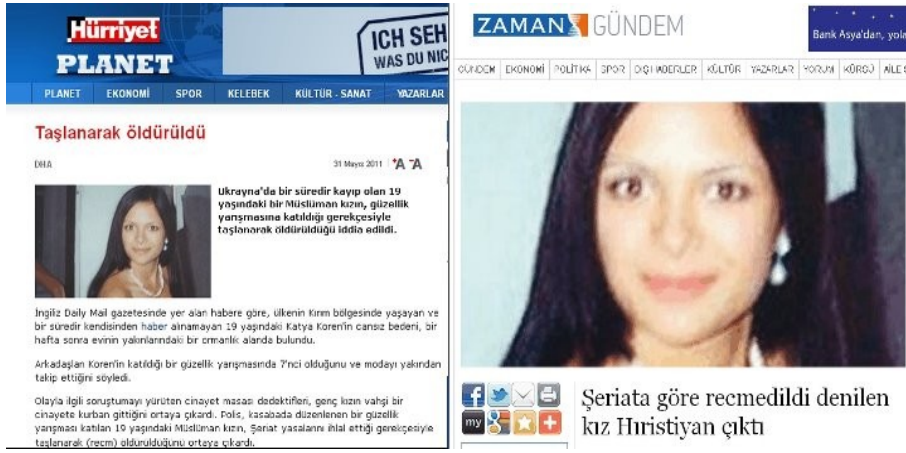 Hürriyet
PLANET
ICH SEH
WAS DU NIC
PLANET EKONOMİ SPOR KELEBEK KÜLTÜR - SANAT YAZARLAR
Taşlanarak öldürüldü
DHA
31 Mayıs 2011
+A -A
Ukrayna'da bir süredir kayıp olan 19
yaşındaki bir Müslüman kızın, güzellik
yarışmasına katıldığı gerekçesiyle
taşlanarak öldürüldüğü iddia edildi.
İngiliz Daily Mail gazetesinde yer alan habere göre, ülkenin Kırım bölgesinde yaşayan ve
bir süredir kendisinden haber alınamayan 19 yaşındaki Katya Koren'in cansız bedeni, bir
hafta sonra evinin yakınlarındaki bir ormanlık alanda bulundu.
Arkadaşları Koren'in katıldığı bir güzellik yarışmasında 7'nci olduğunu ve modayı yakından
takip ettiğini söyledi.
Olayla ilgili soruşturmayı yürüten cinayet masası dedektifleri, genç kızın vahşi bir
cinayete kurban gittiğini ortaya çıkardı. Polis, kasabada düzenlenen bir güzellik
yarışması katılan 19 yaşındaki Müslüman kızın, Şeriat yasalarını ihlal ettiği gerekçesiyle
taşlanarak (recm) öldürüldüğünü ortaya çıkardı.
ZAMAN GÜNDEM
Bank Asya'dan, yola
GÜNDEM EKONOMİ POLİTİKA SPOR DIŞ HABERLER KÜLTÜR YAZARLAR YORUM KÜRSÜ AİLE
f
my
Şeriata göre recmedildi denilen
kız Hıristiyan çıktı